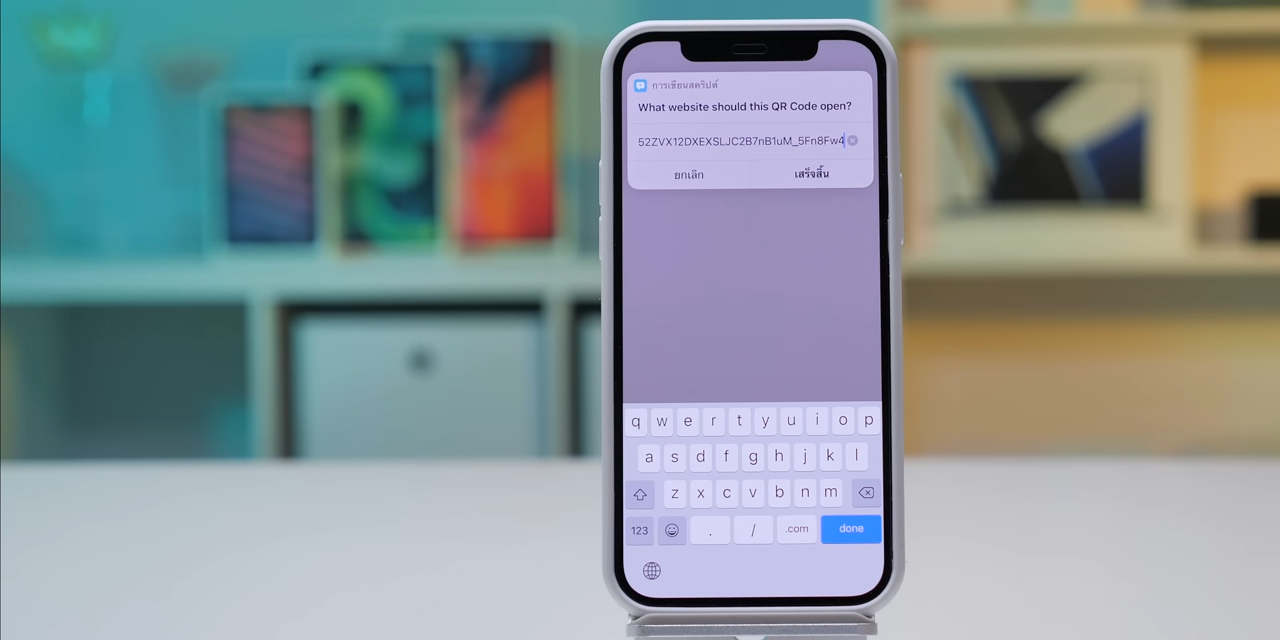 การเขียนสคริปต์
What website should this QR Code open?
52ZVX12DXEXSLJC2B7nB1uM_5Fn8Fw4
ยกเลิก เสร็จสิ้น
q w e r t y u i o p
a s d f g h j k l
z x c v b n m
123 . / .com done